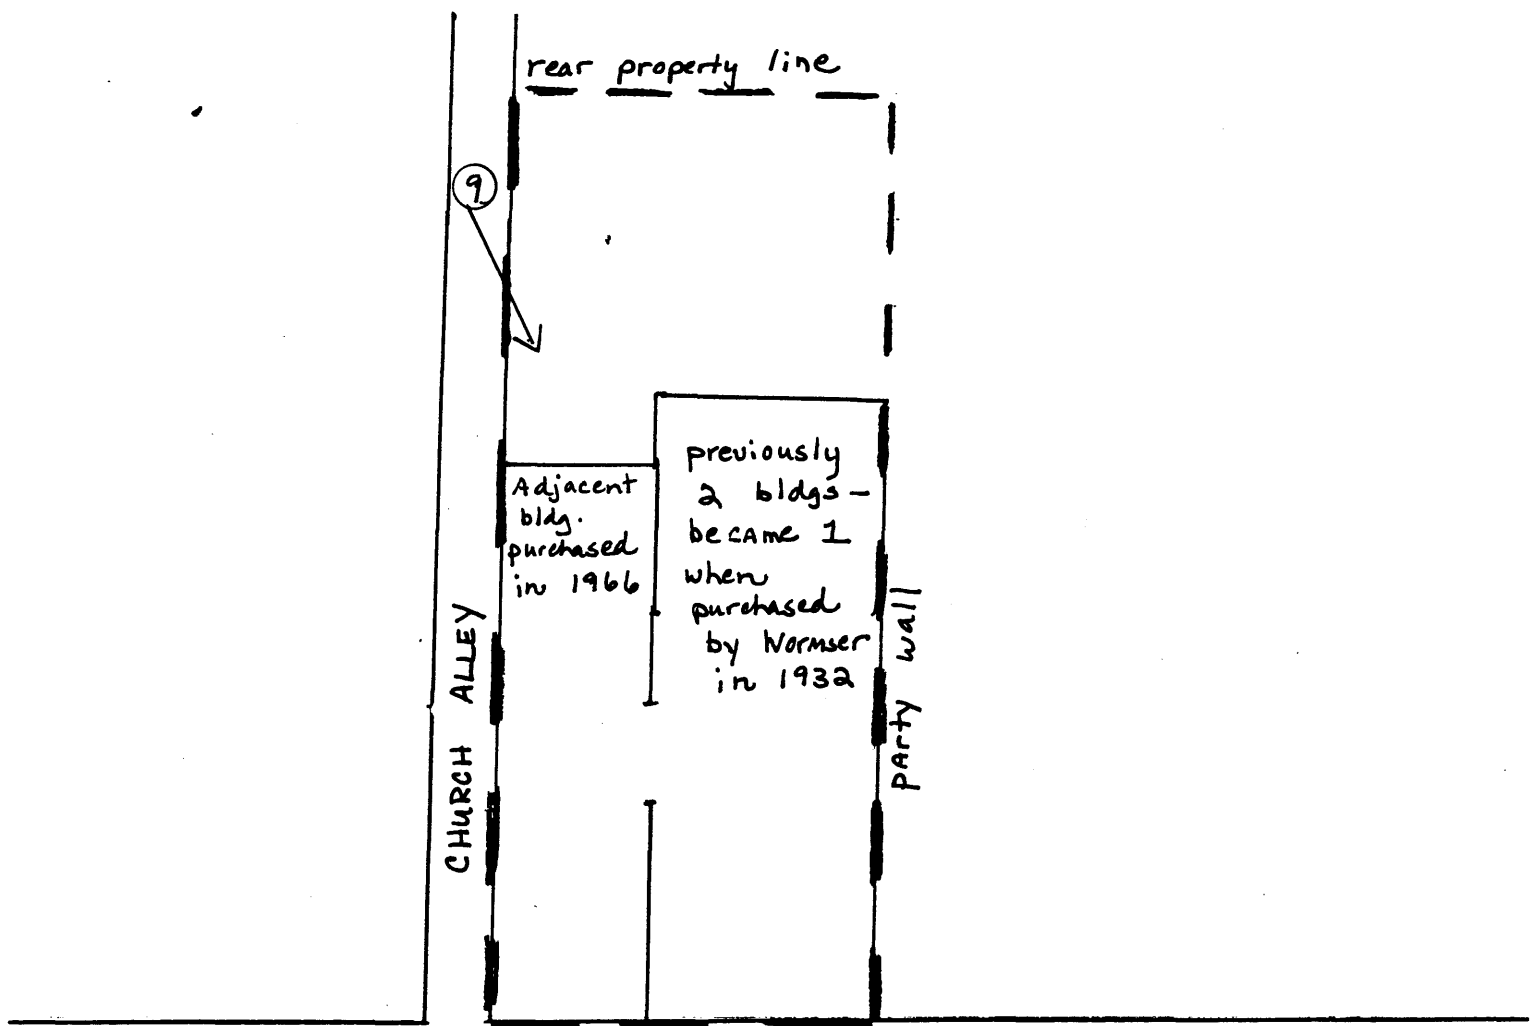 rear property line
9
Adjacent
bldg.
purchased
in 1966
previously
2 bldgs -
became 1
when
purchased
by Wormser
in 1932
CHURCH ALLEY
party wall